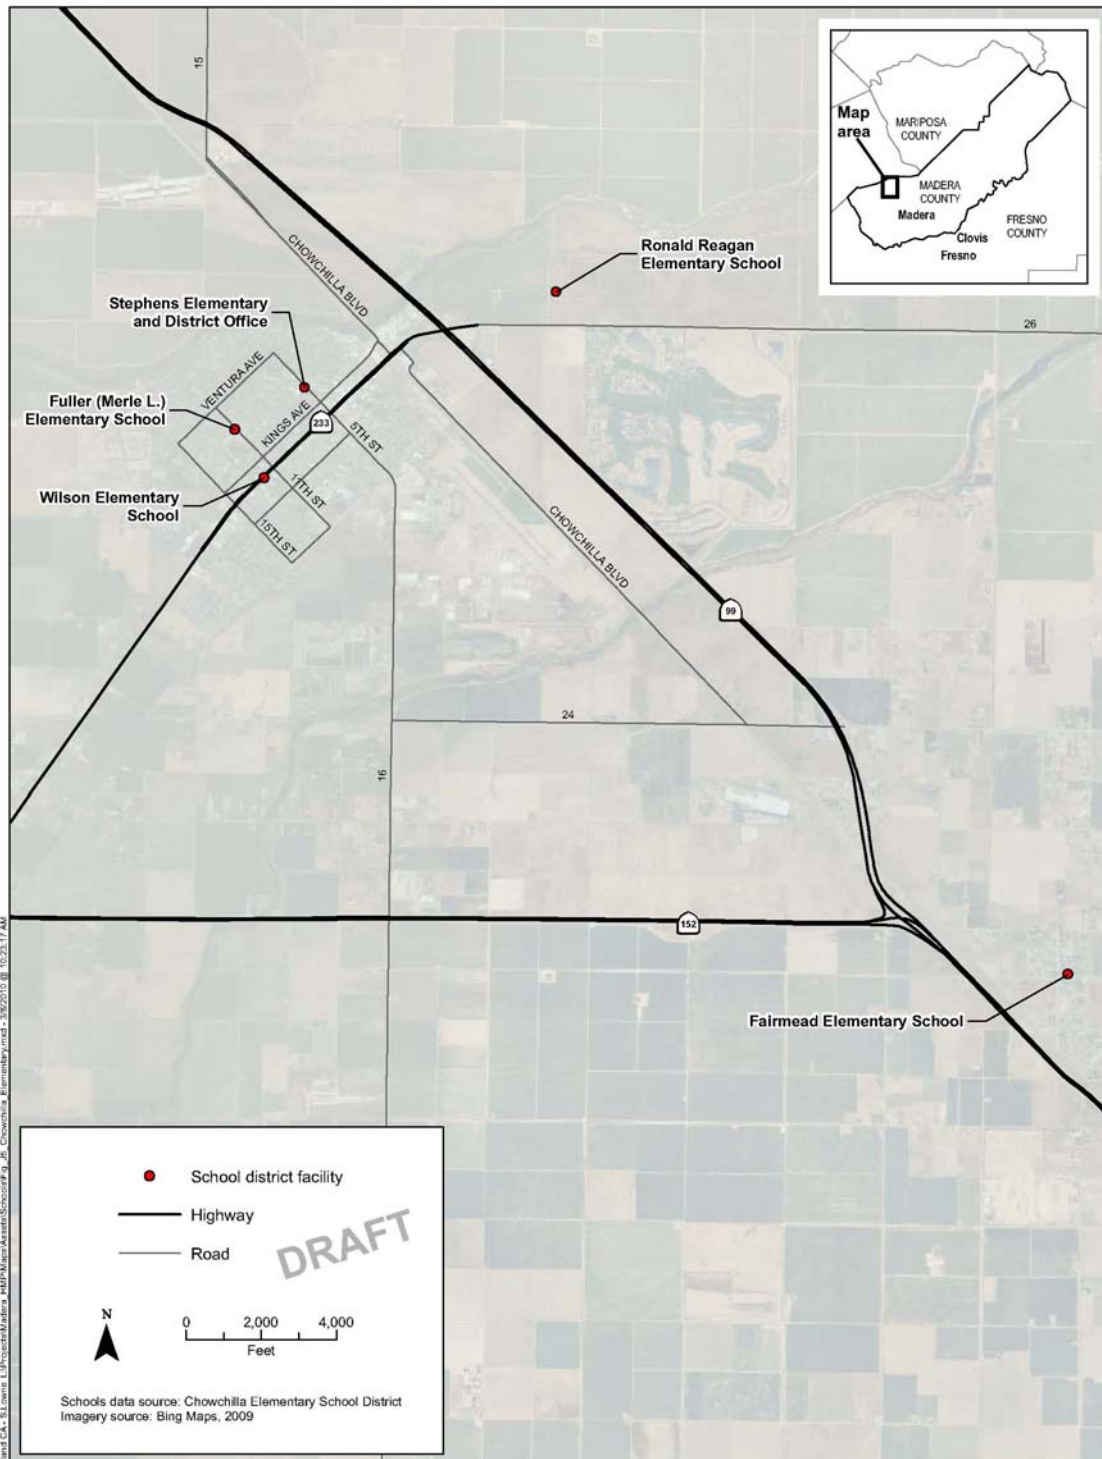 15
Map
area
MARIPOSA
COUNTY
MADERA
COUNTY
Madera
FRESNO
COUNTY
Clovis
Fresno
Ronald Reagan
Elementary School
CHOWCHILLA BLVD
Stephens Elementary
and District Office
26
VENTURA AVE
Fuller (Merle L.)
Elementary School
KINGS AVE
233
5TH ST
Wilson Elementary
School
11TH ST
15TH ST
CHOWCHILLA BLVD
99
24
16
152
Fairmead Elementary School
School district facility
Highway
Road
DRAFT
N
0 2,000 4,000
Feet
Schools data source: Chowchilla Elementary School District
Imagery source: Bing Maps, 2009